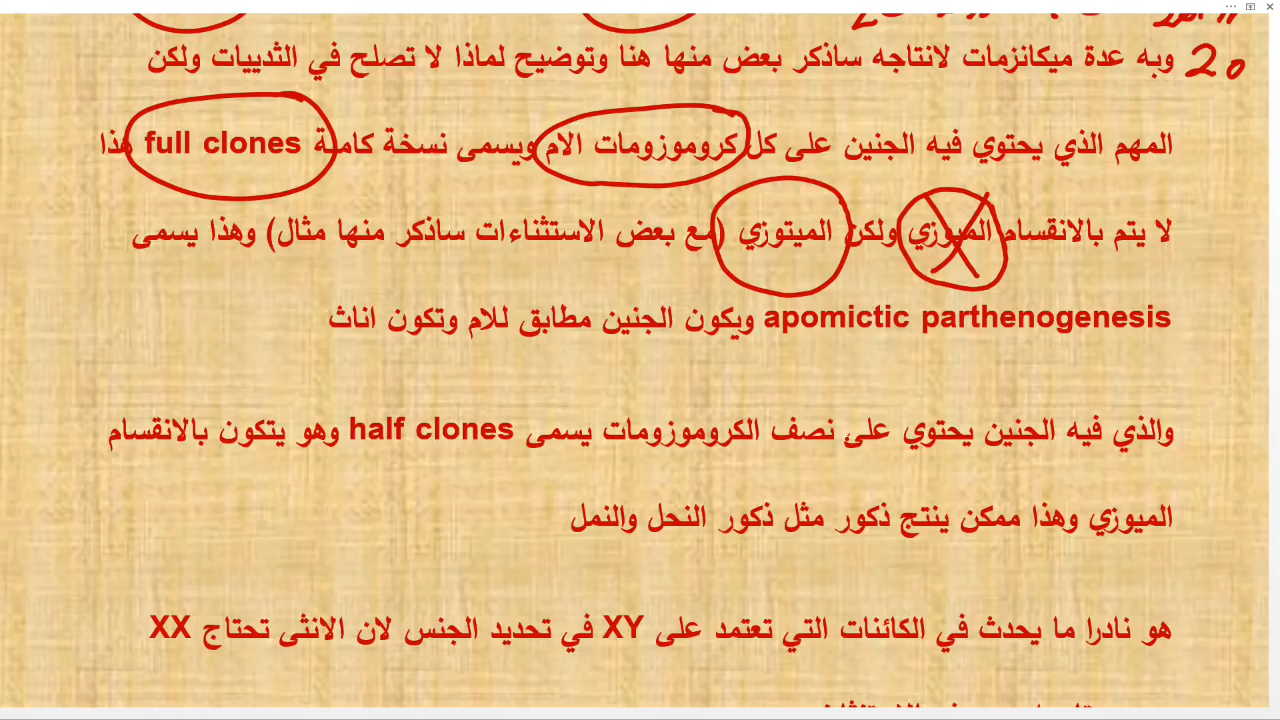 20
وبه عدة ميكانزمات لانتاجه ساذكر بعض منها هنا وتوضيح لماذا لا تصلح في الثدييات ولكن
المهم الذي يحتوي فيه الجنين على كل كروموزومات الام ويسمى نسخة كاملة full clones هذا
لا يتم بالانقسام الميوزي ولكن الميتوزي (مع بعض الاستثناءات ساذكر منها مثال) وهذا يسمى
apomictic parthenogenesis ويكون الجنين مطابق للام وتكون اناث
والذي فيه الجنين يحتوي على نصف الكروموزومات يسمى half clones وهو يتكون بالانقسام
الميوزي وهذا ممكن ينتج ذكور مثل ذكور النحل والنمل
هو نادرا ما يحدث في الكائنات التي تعتمد على XY في تحديد الجنس لان الانثى تحتاج XX